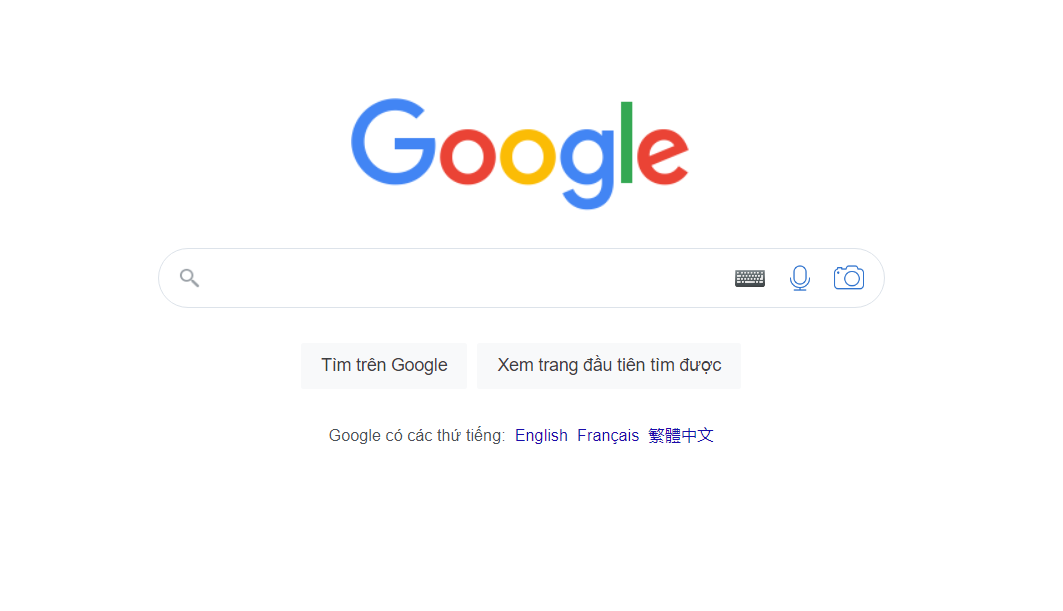 Google
Tìm trên Google Xem trang đầu tiên tìm được
Google có các thứ tiếng: English Français 繁體中文